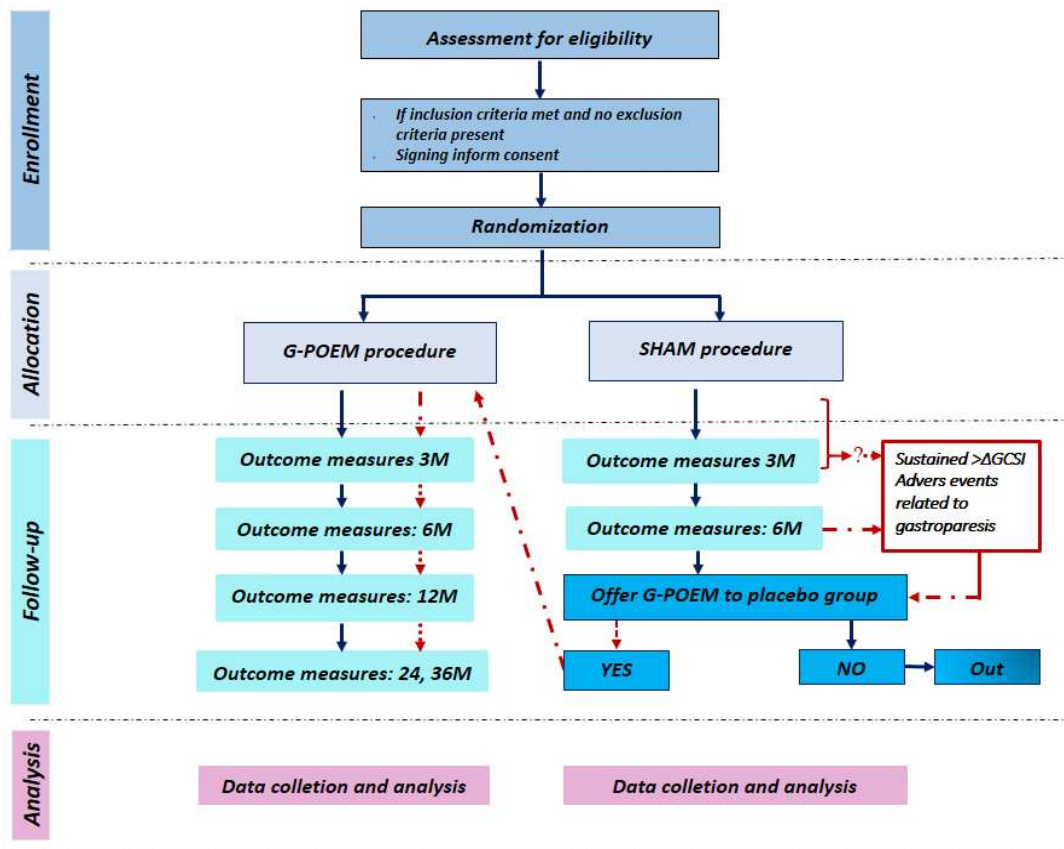 Enrollment
Assessment for eligibility
· If inclusion criteria met and no exclusion
criteria present
· Signing inform consent
Randomization
Allocation
G-POEM procedure
SHAM procedure
Follow-up
Outcome measures 3M
Outcome measures: 6M
Outcome measures: 12M
Outcome measures: 24, 36M
Outcome measures 3M
?
Sustained >ΔGCSI
Advers events
related to
gastroparesis
Outcome measures: 6M
Offer G-POEM to placebo group
YES
NO
Out
Analysis
Data colletion and analysis
Data colletion and analysis